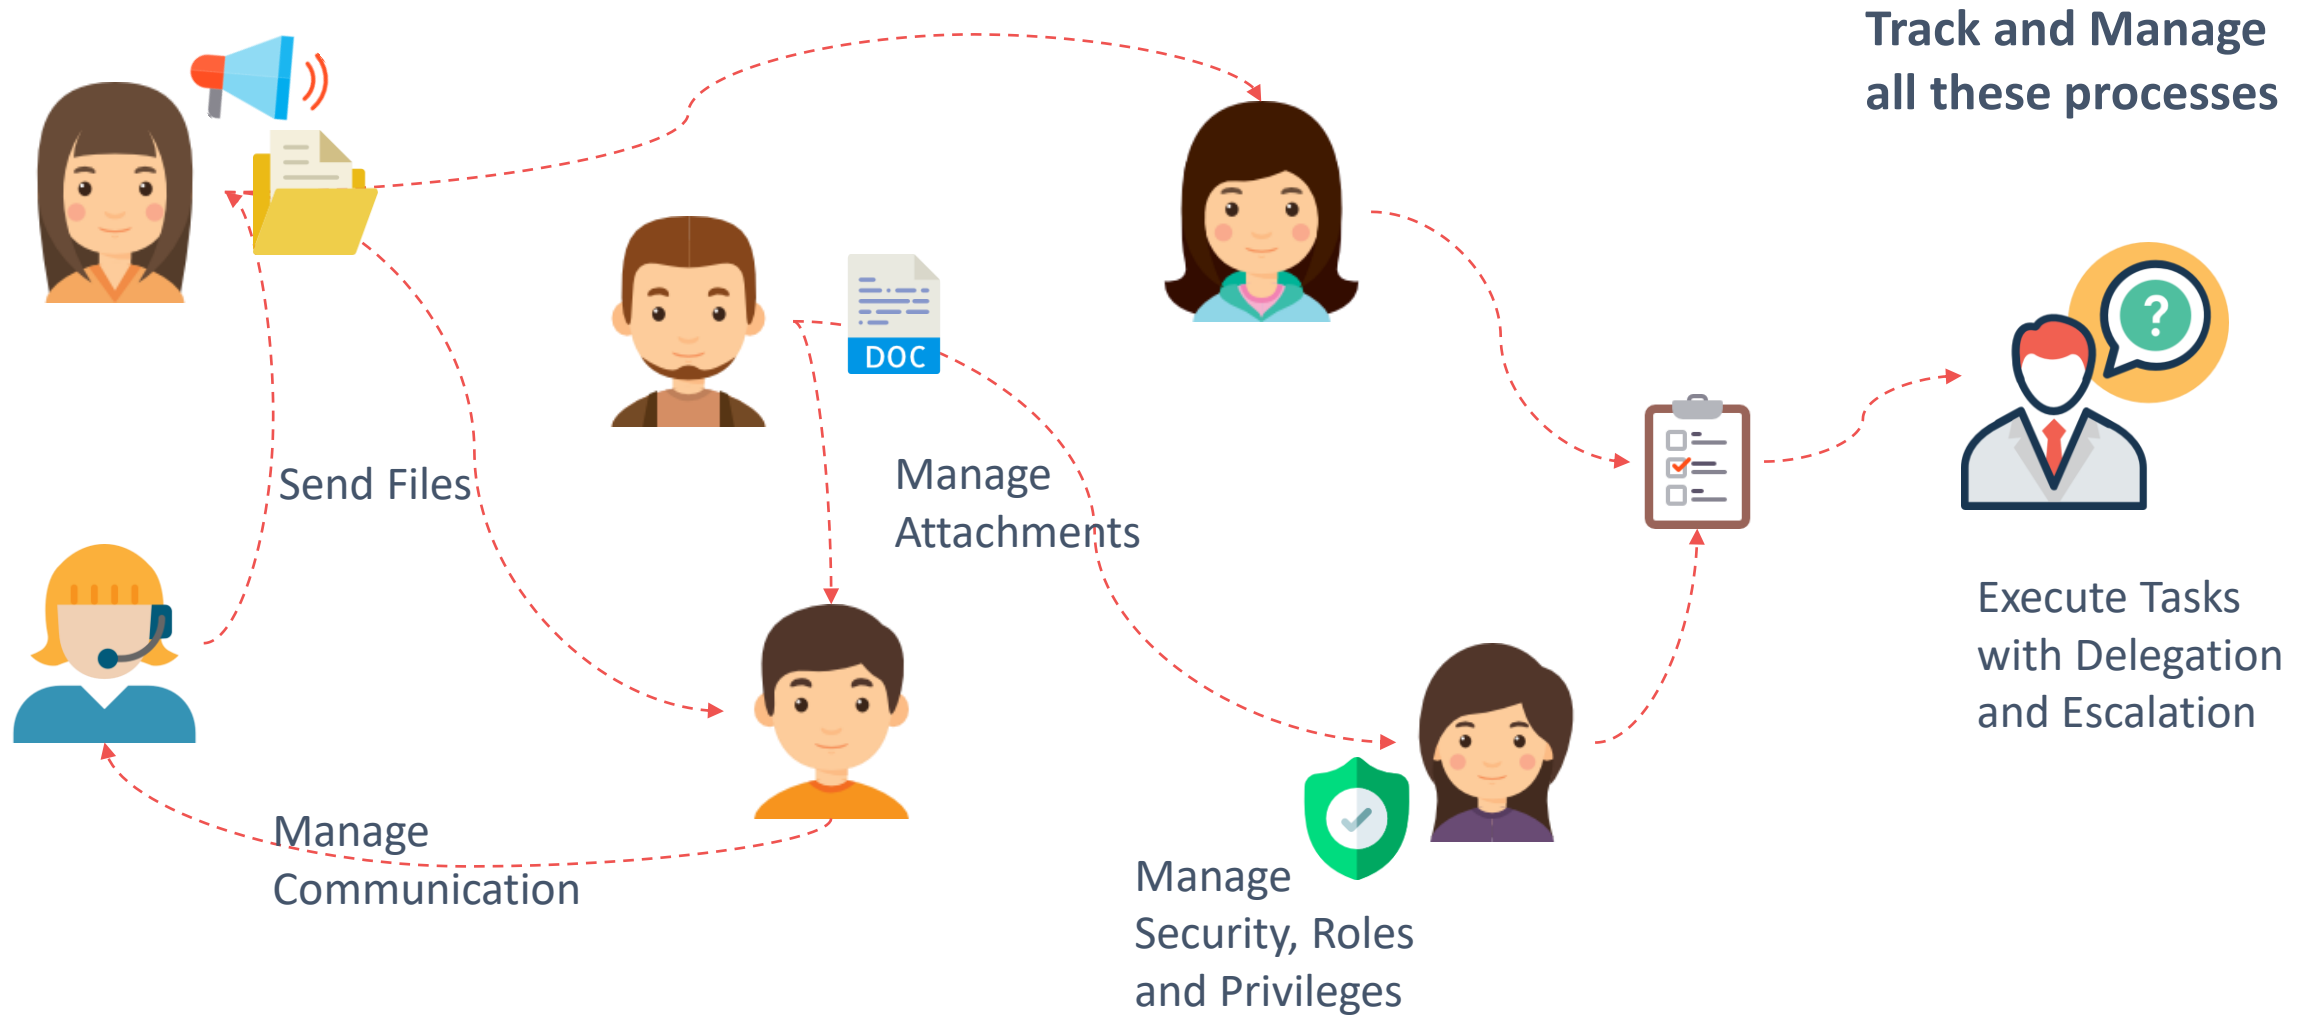 Track and Manage
all these processes
?
DOC
Send Files
Manage
Attachments
Execute Tasks
with Delegation
and Escalation
Manage
Communication
Manage
Security, Roles
and Privileges